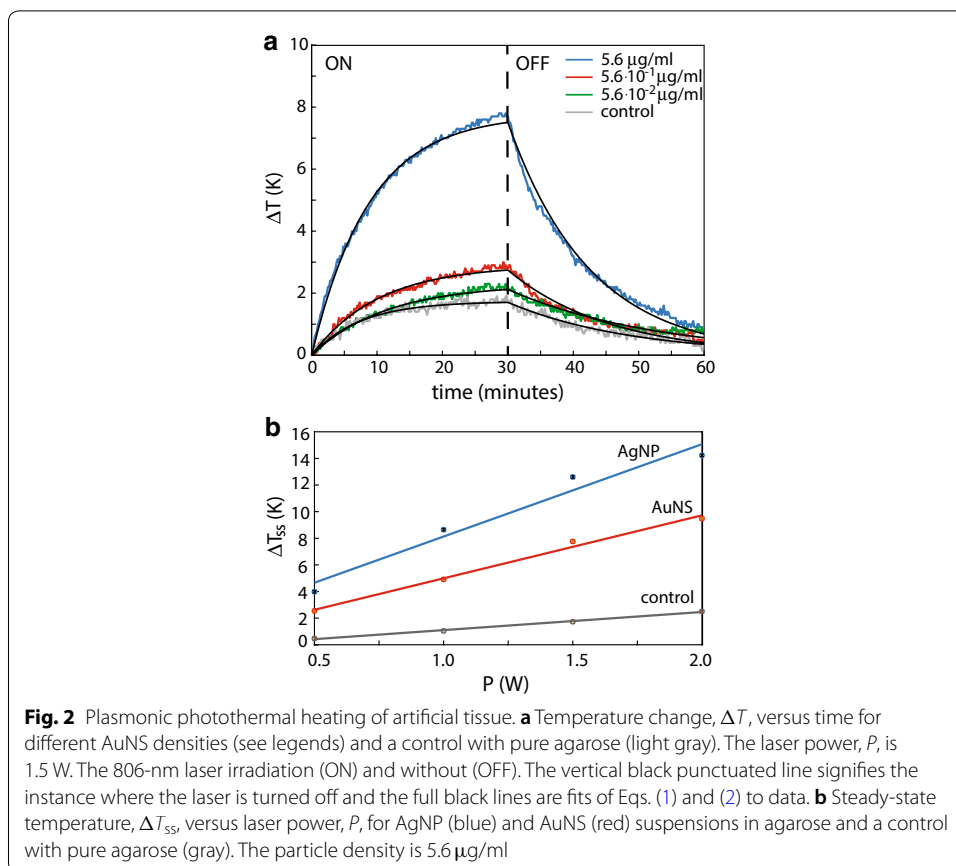 a
10
8
6
4
2
0
ΔT (K)
ON
OFF
5.6 μg/ml
5.6·10⁻¹μg/ml
5.6·10⁻²μg/ml
control
0 10 20 30 40 50 60
time (minutes)
b
16
14
12
10
8
6
4
2
0
ΔTss (K)
AgNP
AuNS
control
0.5 1.0 1.5 2.0
P (W)
Fig. 2 Plasmonic photothermal heating of artificial tissue. a Temperature change, ΔT, versus time for
different AuNS densities (see legends) and a control with pure agarose (light gray). The laser power, P, is
1.5 W. The 806-nm laser irradiation (ON) and without (OFF). The vertical black punctuated line signifies the
instance where the laser is turned off and the full black lines are fits of Eqs. (1) and (2) to data. b Steady-state
temperature, ΔTss, versus laser power, P, for AgNP (blue) and AuNS (red) suspensions in agarose and a control
with pure agarose (gray). The particle density is 5.6 μg/ml